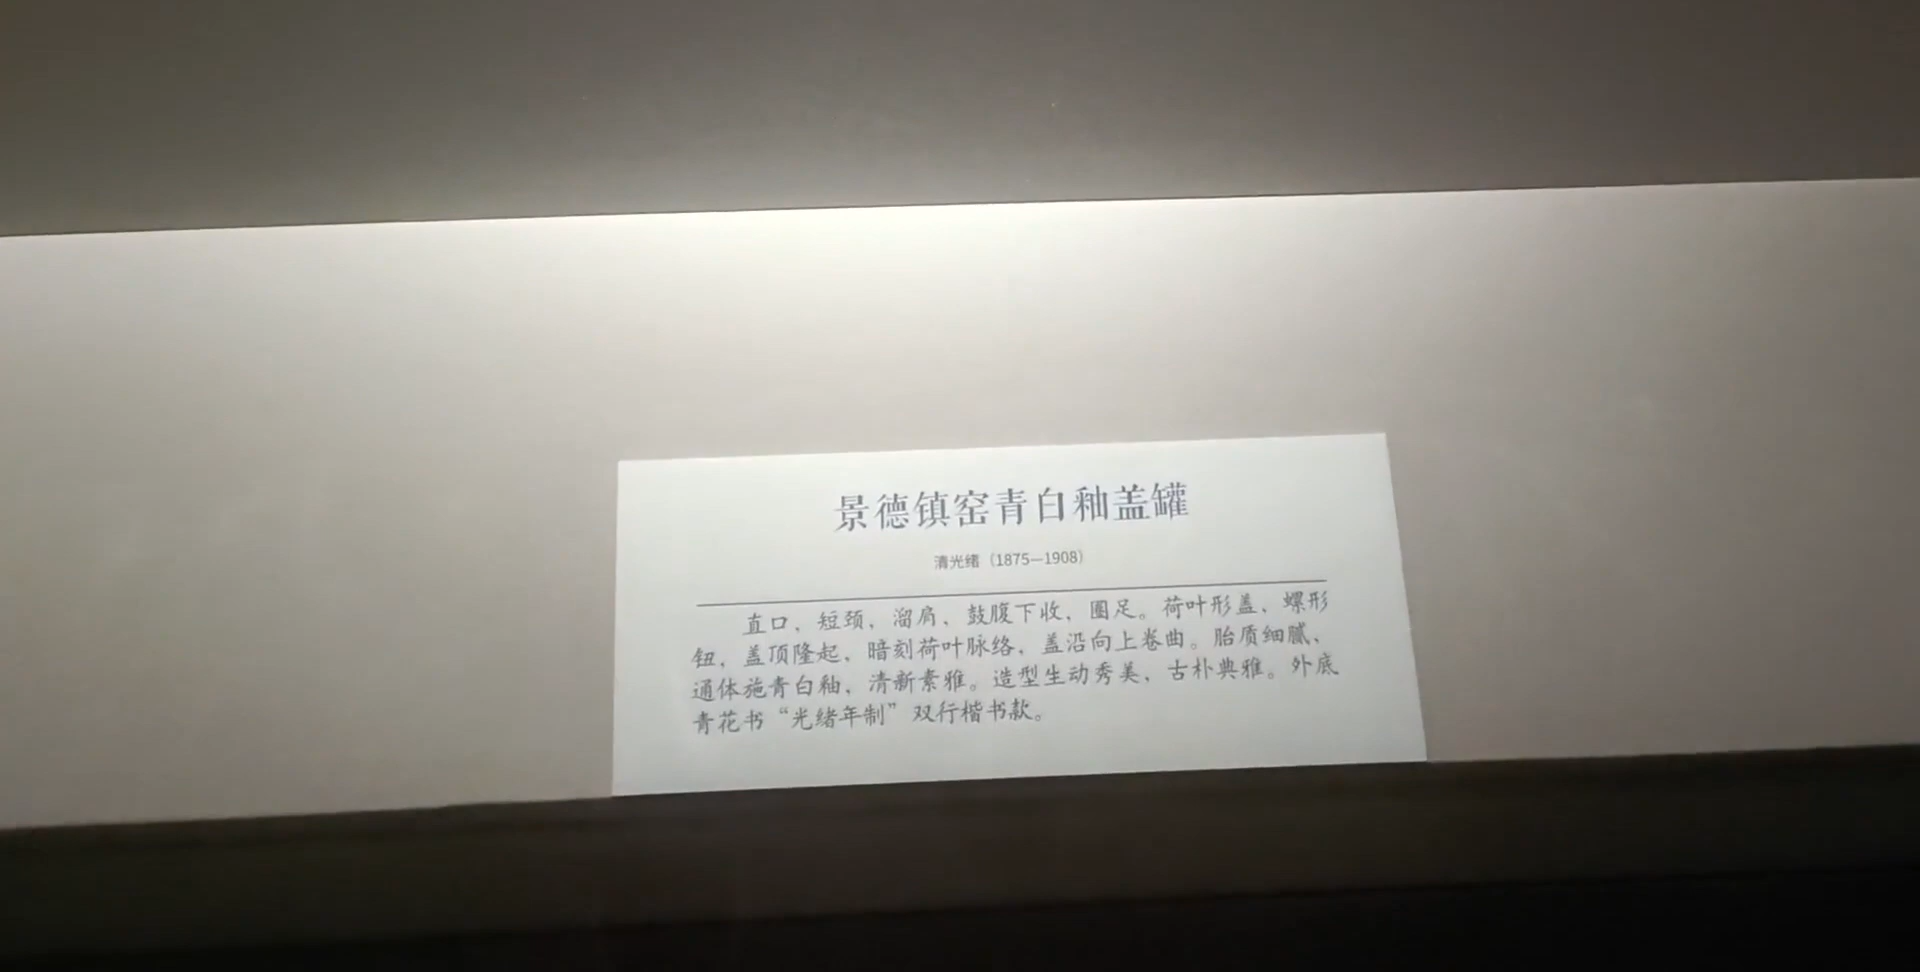 景德镇窑青白釉盖罐
清光绪（1875—1908）
直口，短颈，溜肩，鼓腹下收，圈足。荷叶形盖，螺形
钮，盖顶隆起，暗刻荷叶脉络，盖沿向上卷曲。胎质细腻，
通体施青白釉，清新素雅。造型生动秀美，古朴典雅。外底
青花书“光绪年制”双行楷书款。